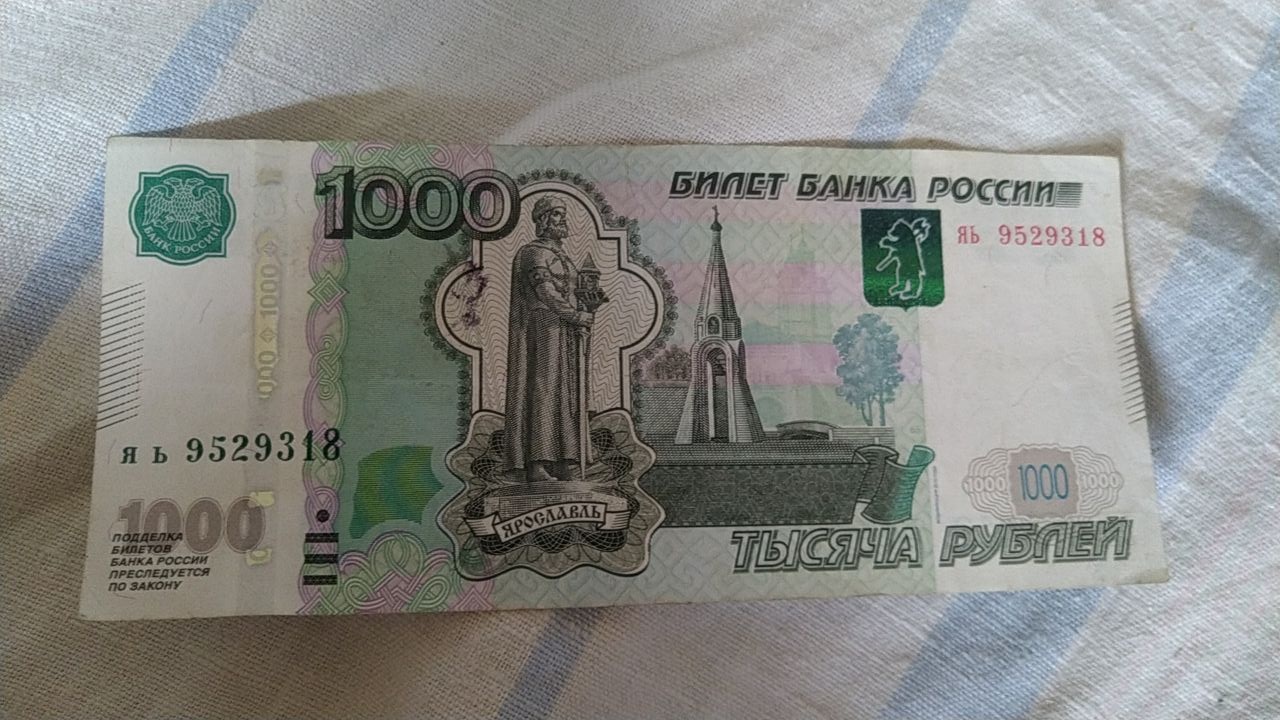 БАНК РОССИИ
1000
БИЛЕТ БАНКА РОССИИ
ЯЬ 9529318
1000
яь 9529318
ЯРОСЛАВЛЬ
1000
ПОДДЕЛКА
БИЛЕТОВ
БАНКА РОССИИ
ПРЕСЛЕДУЕТСЯ
ПО ЗАКОНУ
1000 1000 1000
ТЫСЯЧА РУБЛЕЙ